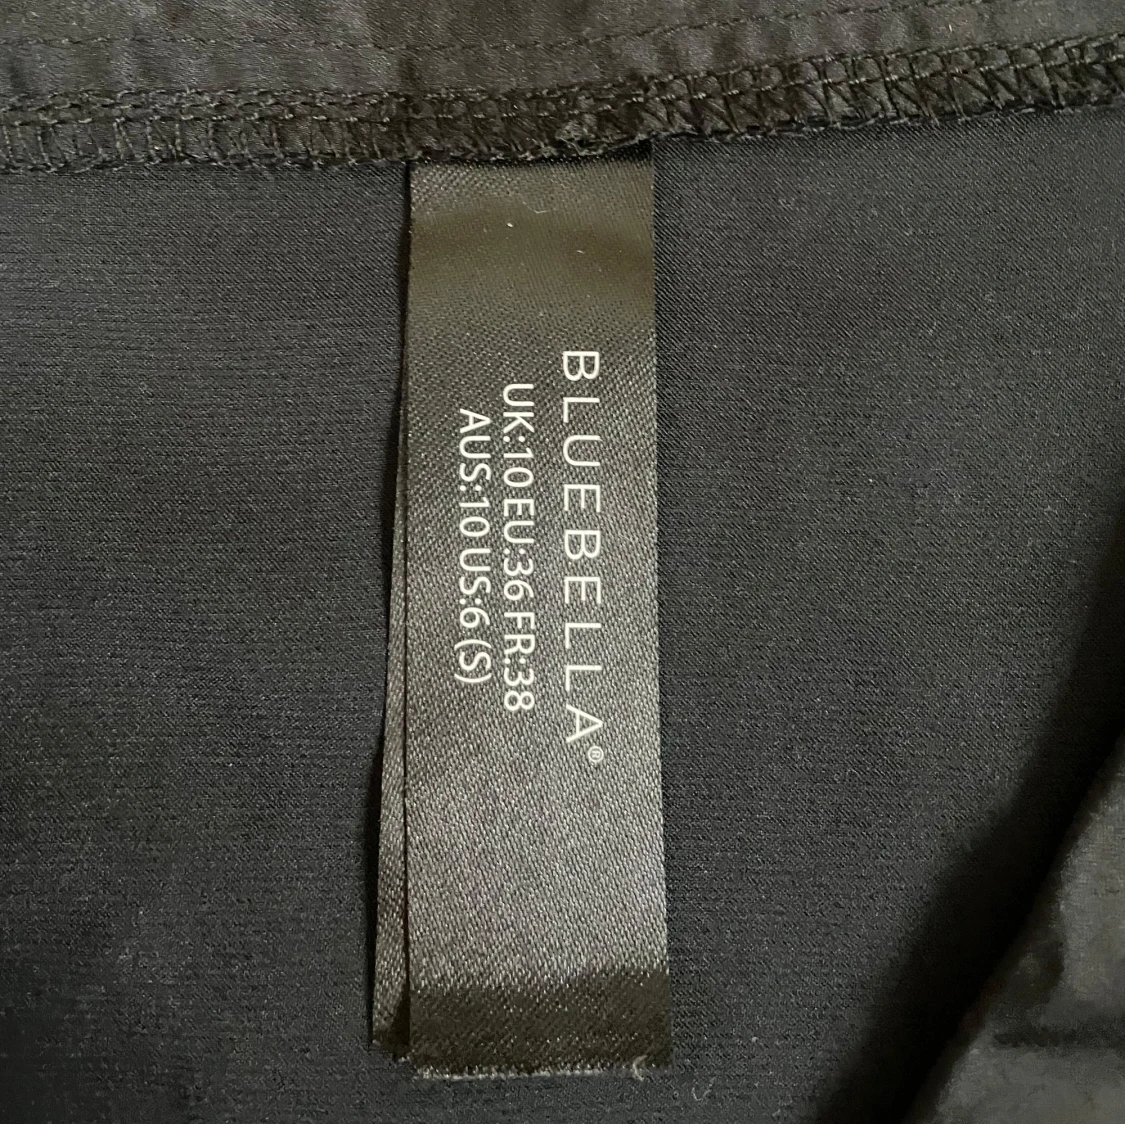 BLUEBELLA®
UK:10 EU:36 FR:38
AUS:10 US:6 (S)